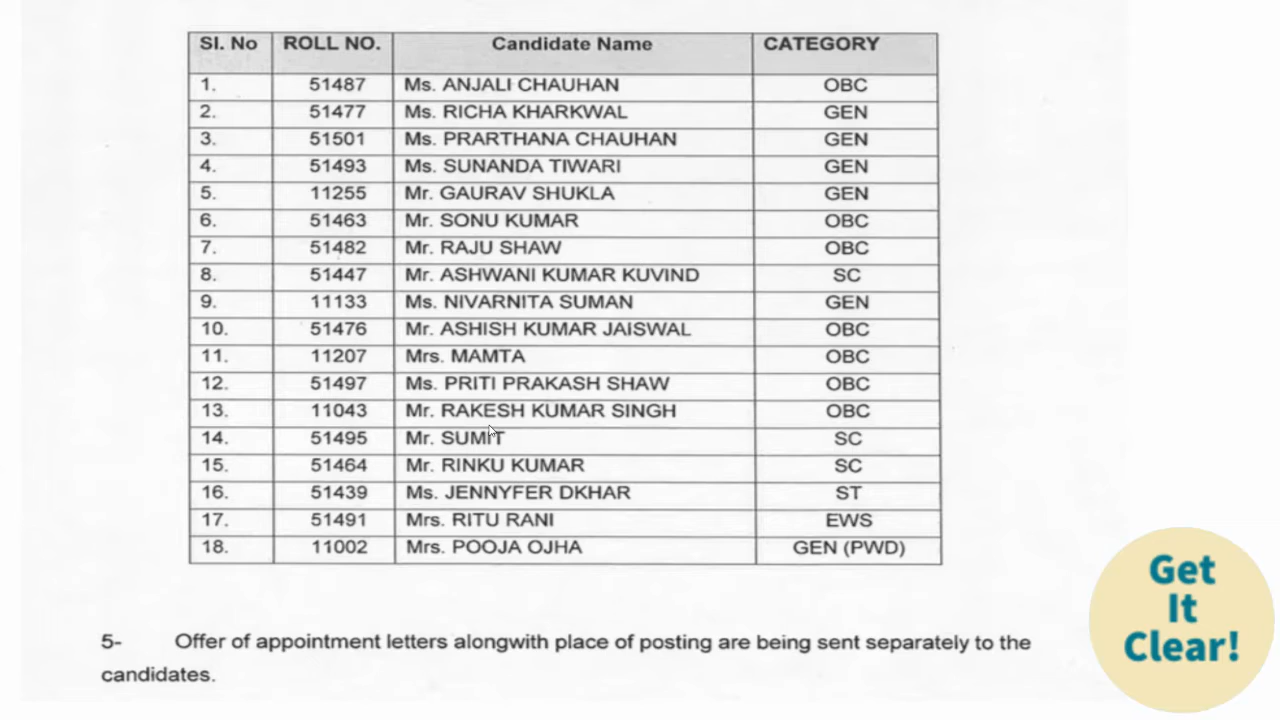 Sl. No ROLL NO. Candidate Name CATEGORY
1. 51487 Ms. ANJALI CHAUHAN OBC
2. 51477 Ms. RICHA KHARKWAL GEN
3. 51501 Ms. PRARTHANA CHAUHAN GEN
4. 51493 Ms. SUNANDA TIWARI GEN
5. 11255 Mr. GAURAV SHUKLA GEN
6. 51463 Mr. SONU KUMAR OBC
7. 51482 Mr. RAJU SHAW OBC
8. 51447 Mr. ASHWANI KUMAR KUVIND SC
9. 11133 Ms. NIVARNITA SUMAN GEN
10. 51476 Mr. ASHISH KUMAR JAISWAL OBC
11. 11207 Mrs. MAMTA OBC
12. 51497 Ms. PRITI PRAKASH SHAW OBC
13. 11043 Mr. RAKESH KUMAR SINGH OBC
14. 51495 Mr. SUMIT SC
15. 51464 Mr. RINKU KUMAR SC
16. 51439 Ms. JENNYFER DKHAR ST
17. 51491 Mrs. RITU RANI EWS
18. 11002 Mrs. POOJA OJHA GEN (PWD)
5- Offer of appointment letters alongwith place of posting are being sent separately to the
candidates.
Get
It
Clear!